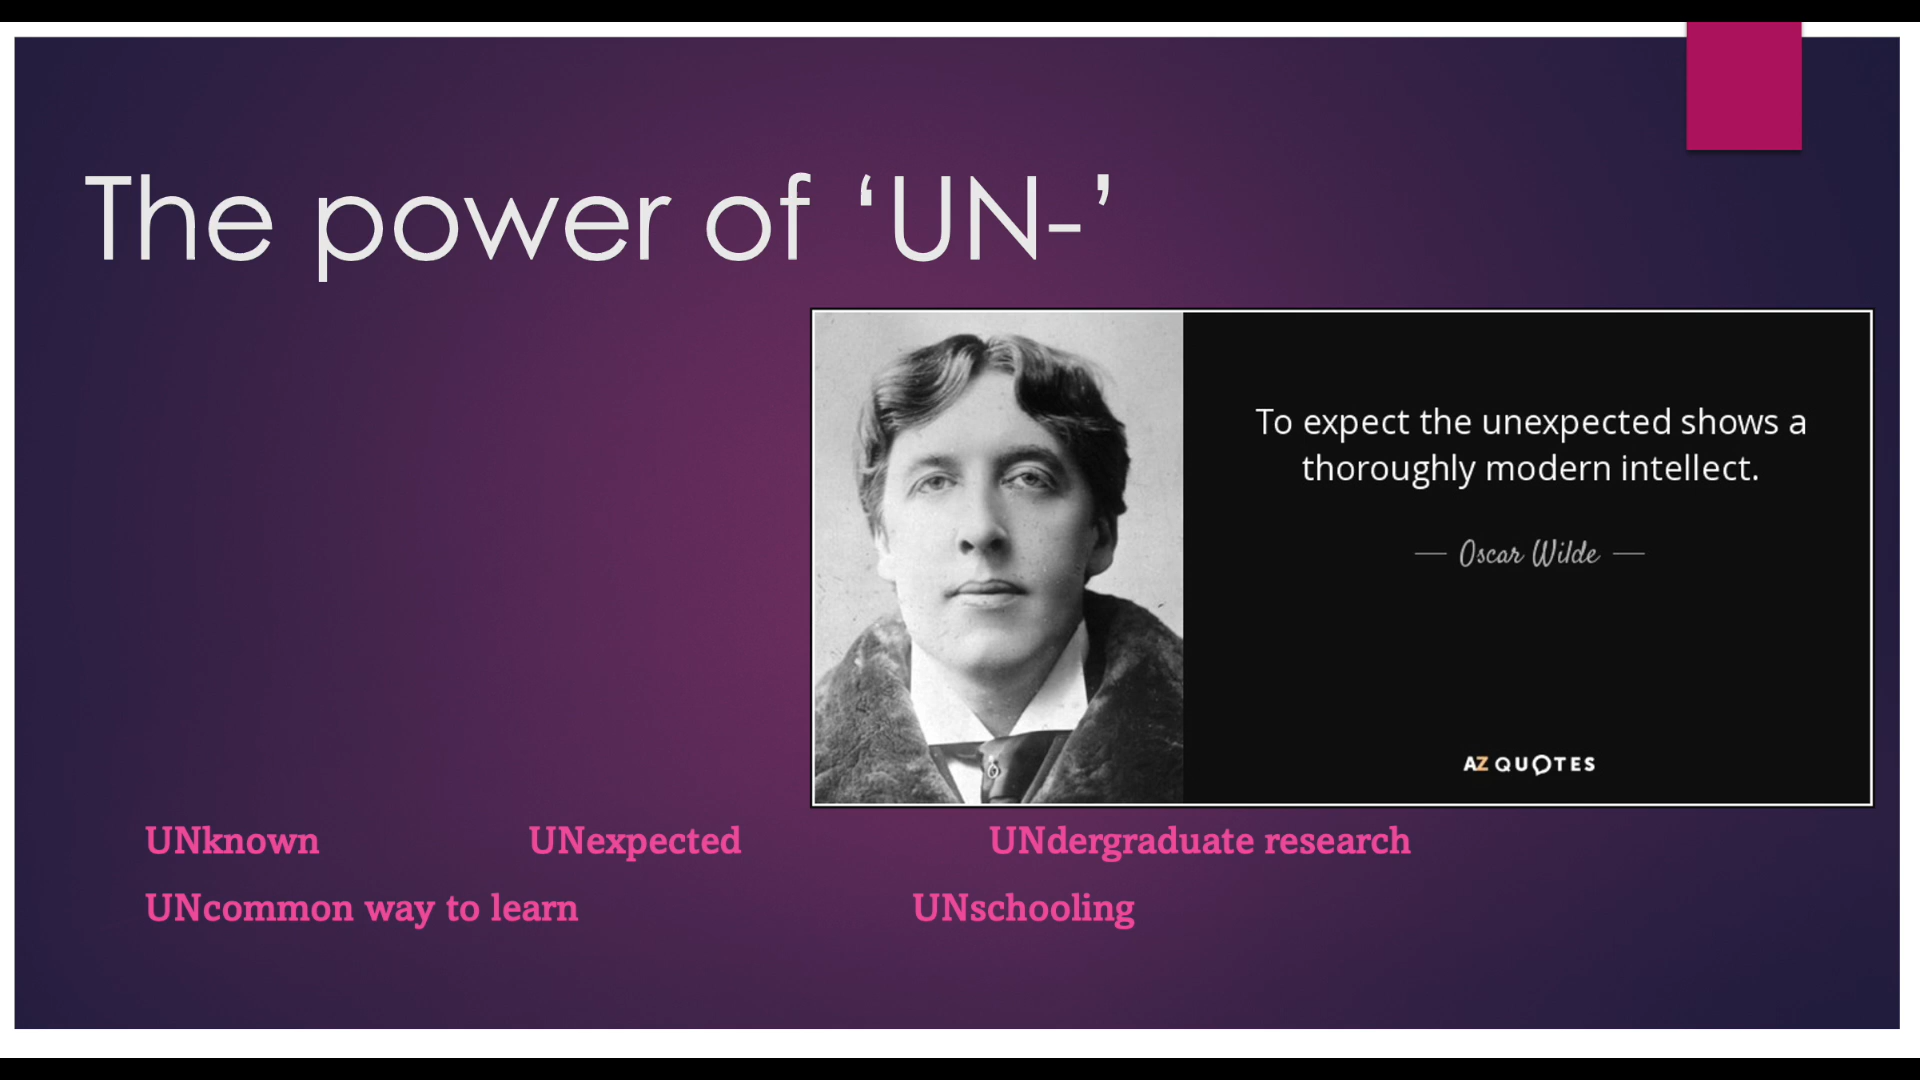 The power of ‘UN-’
To expect the unexpected shows a
thoroughly modern intellect.
— Oscar Wilde —
AZ QUOTES
UNknown UNexpected UNdergraduate research
UNcommon way to learn UNschooling